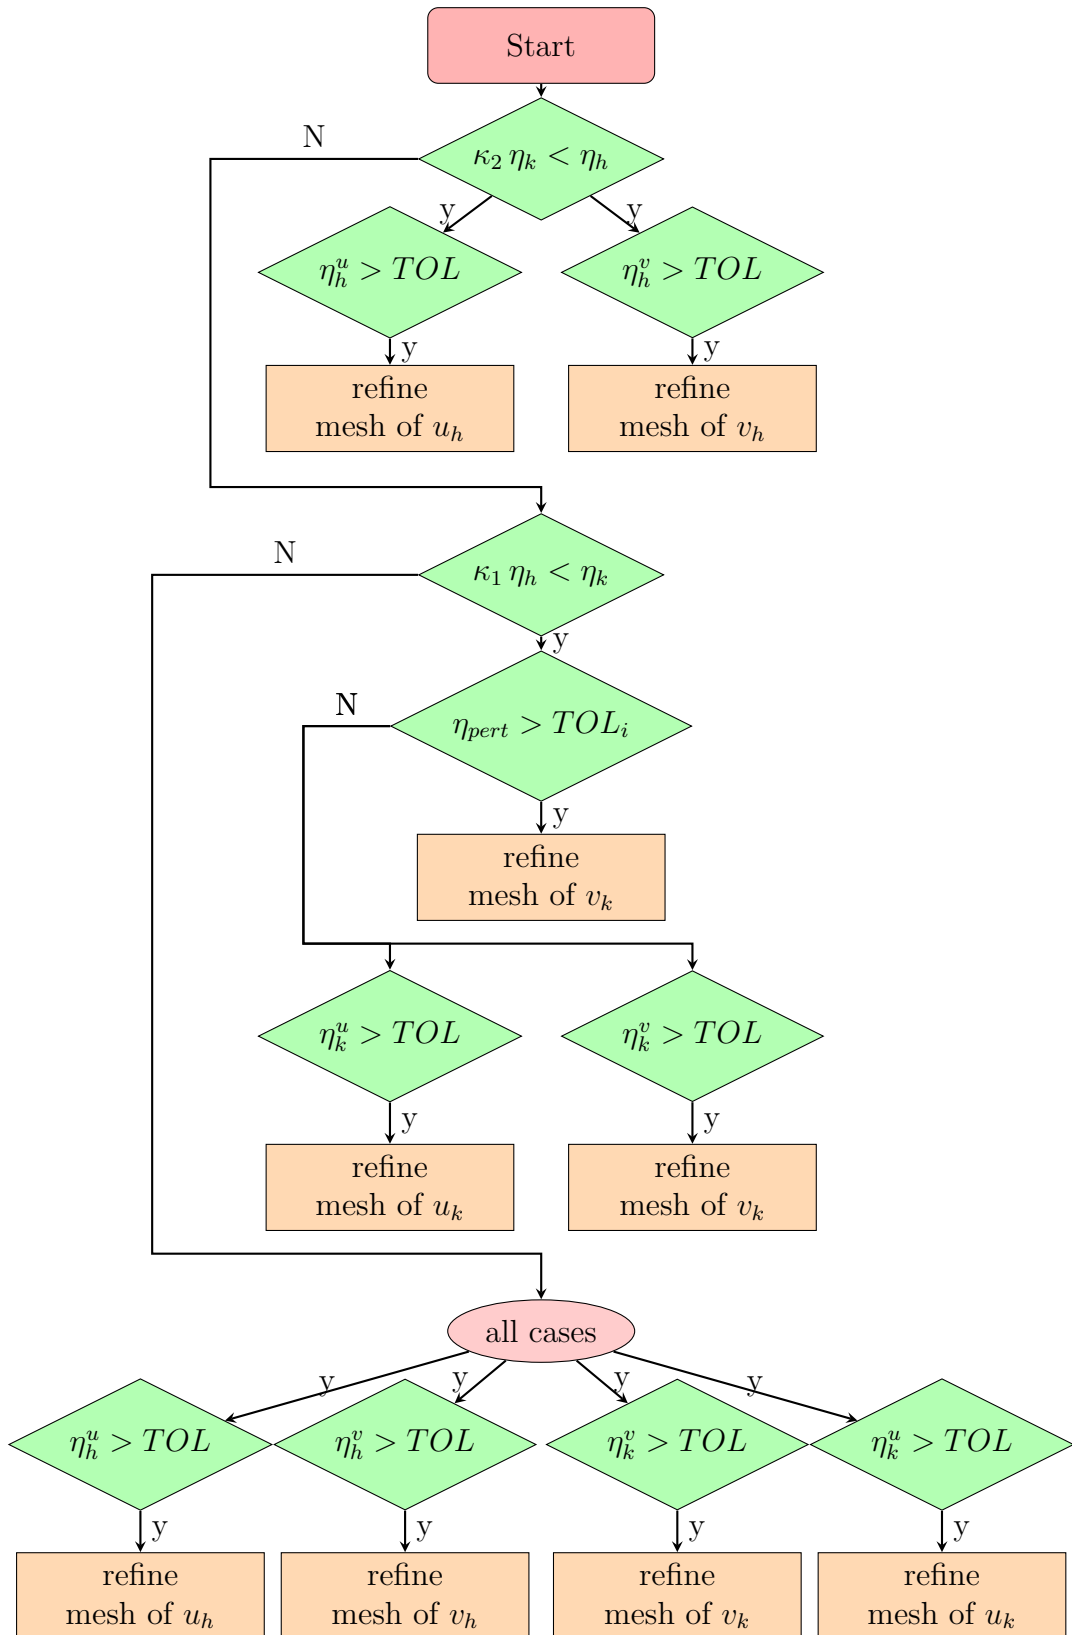 Start
N
κ₂ η_k < η_h
y
y
η_h^u > TOL
η_h^v > TOL
y
y
refine
mesh of u_h
refine
mesh of v_h
N
κ₁ η_h < η_k
y
N
η_pert > TOL_i
y
refine
mesh of v_k
η_k^u > TOL
η_k^v > TOL
y
y
refine
mesh of u_k
refine
mesh of v_k
all cases
y
y
y
y
η_h^u > TOL
η_h^v > TOL
η_k^v > TOL
η_k^u > TOL
y
y
y
y
refine
mesh of u_h
refine
mesh of v_h
refine
mesh of v_k
refine
mesh of u_k